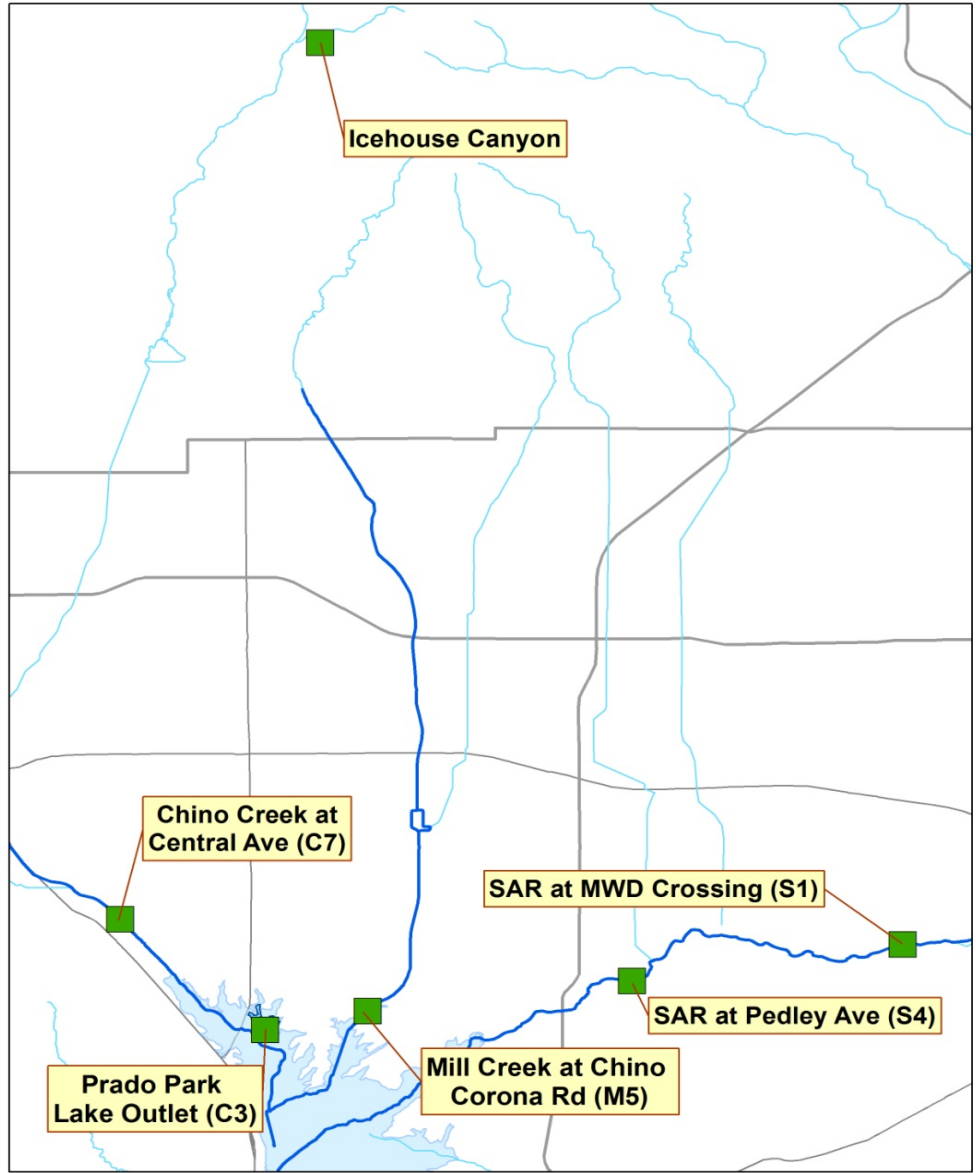 Icehouse Canyon
Chino Creek at
Central Ave (C7)
SAR at MWD Crossing (S1)
SAR at Pedley Ave (S4)
Prado Park
Lake Outlet (C3)
Mill Creek at Chino
Corona Rd (M5)